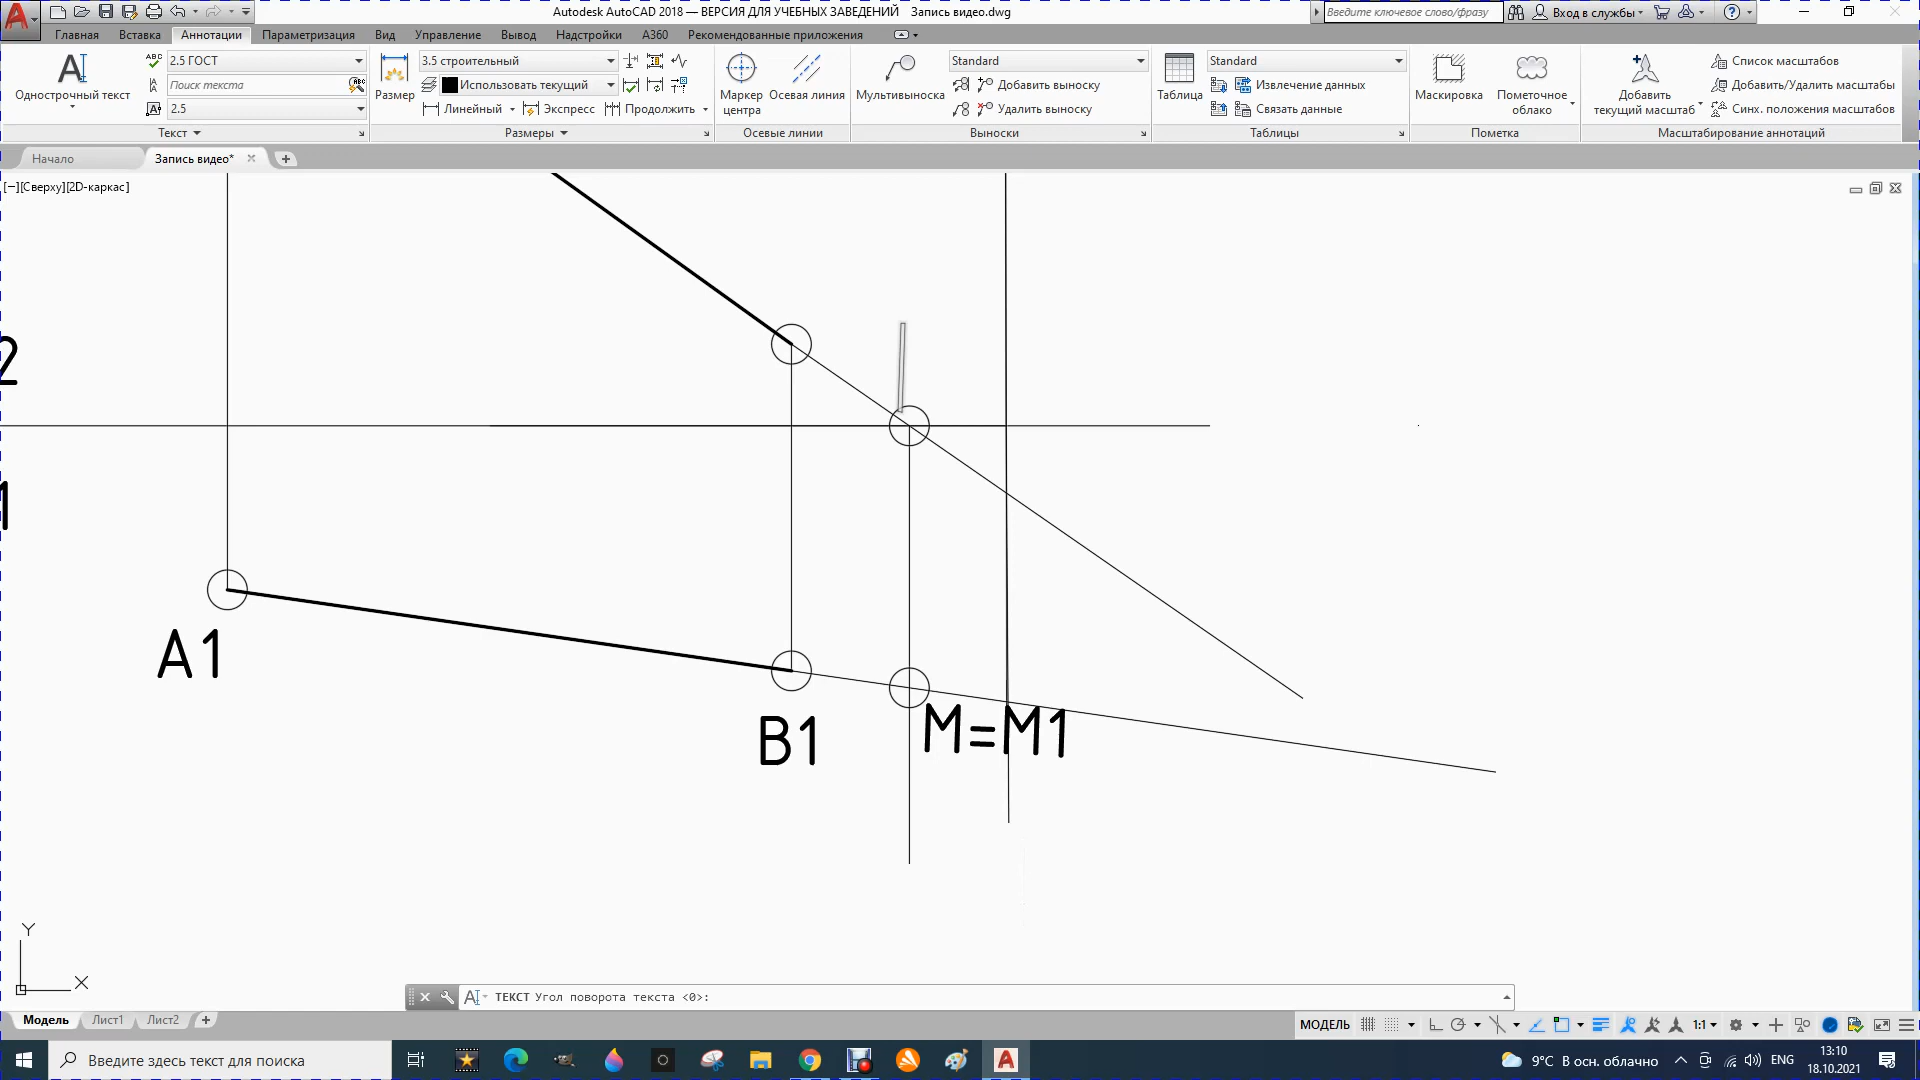 Autodesk AutoCAD 2018 — ВЕРСИЯ ДЛЯ УЧЕБНЫХ ЗАВЕДЕНИЙ Запись видео.dwg
Введите ключевое слово/фразу
Вход в службы
Главная Вставка Аннотации Параметризация Вид Управление Вывод Надстройки A360 Рекомендованные приложения
Однострочный текст
2.5 ГОСТ
Поиск текста
2.5
Текст
Размер
3.5 строительный
Использовать текущий
Линейный Экспресс Продолжить
Размеры
Маркер центра
Осевая линия
Осевые линии
Мультивыноска
Standard
Добавить выноску
Удалить выноску
Выноски
Таблица
Standard
Извлечение данных
Связать данные
Таблицы
Маскировка
Пометочное облако
Пометка
Добавить текущий масштаб
Список масштабов
Добавить/Удалить масштабы
Синх. положения масштабов
Масштабирование аннотаций
Начало
Запись видео*
[−][Сверху][2D-каркас]
2
1
A1
B1
M=M1
Y
X
ТЕКСТ Угол поворота текста <0>:
Модель Лист1 Лист2
МОДЕЛЬ
1:1
Введите здесь текст для поиска
9°C В осн. облачно
ENG
13:10
18.10.2021